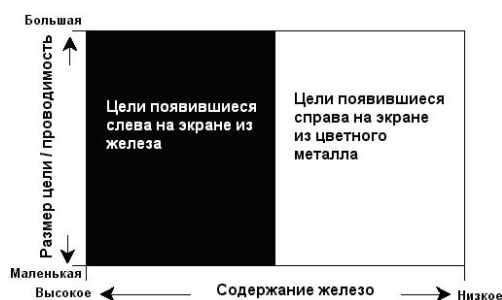 Большая
Размер цели / проводимость
Цели появившиеся
слева на экране из
железа
Цели появившиеся
справа на экране
из цветного
металла
Маленькая
Высокое
Содержание железо
Низкое